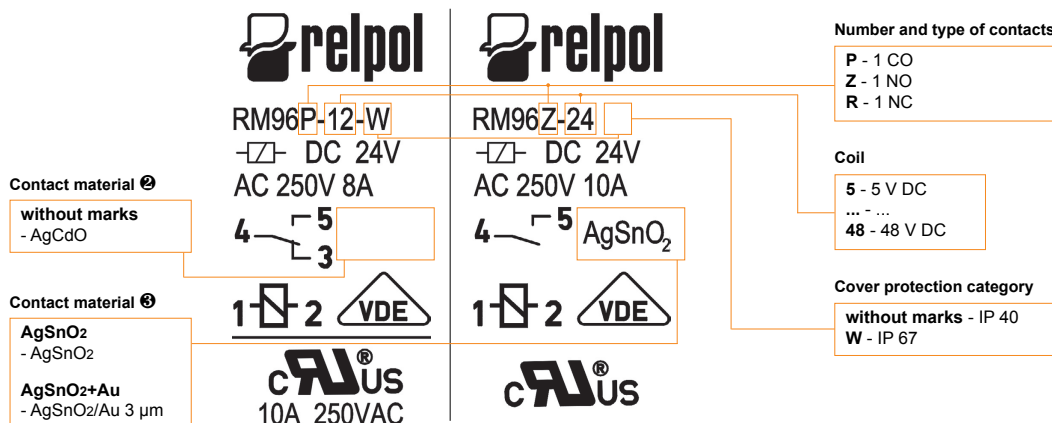 relpol
RM96P-12-W
DC 24V
AC 250V 8A
4 5
3
1 2 VDE
cRU®US
10A 250VAC
relpol
RM96Z-24
DC 24V
AC 250V 10A
4 5 AgSnO2
1 2 VDE
cRU®US
Contact material ❷
without marks
- AgCdO
Contact material ❸
AgSnO2
- AgSnO2
AgSnO2+Au
- AgSnO2/Au 3 µm
Number and type of contacts
P - 1 CO
Z - 1 NO
R - 1 NC
Coil
5 - 5 V DC
... - ...
48 - 48 V DC
Cover protection category
without marks - IP 40
W - IP 67